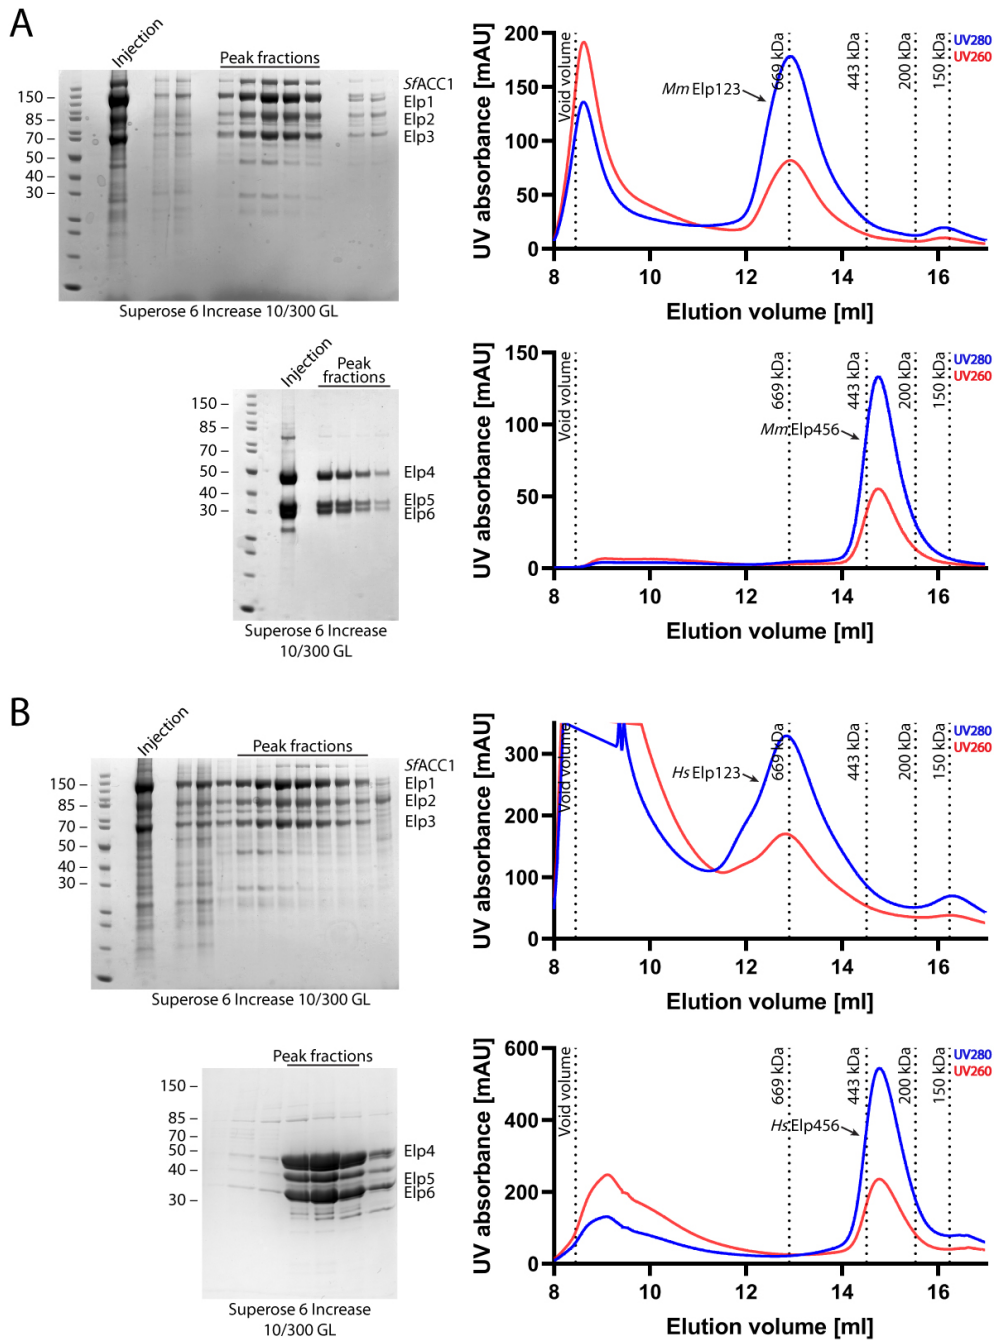 A
Injection
Peak fractions
SfACC1
Elp1
Elp2
Elp3
150 –
85 –
70 –
50 –
40 –
30 –
Superose 6 Increase 10/300 GL
UV absorbance [mAU]
200
150
100
50
0
8 10 12 14 16
Elution volume [ml]
Void volume
669 kDa
443 kDa
200 kDa
150 kDa
UV280
UV260
Mm Elp123
Injection
Peak
fractions
150 –
85 –
70 –
50 –
40 –
30 –
Elp4
Elp5
Elp6
Superose 6 Increase
10/300 GL
UV absorbance [mAU]
150
100
50
0
8 10 12 14 16
Elution volume [ml]
Void volume
669 kDa
443 kDa
200 kDa
150 kDa
UV280
UV260
Mm Elp456
B
Injection
Peak fractions
SfACC1
Elp1
Elp2
Elp3
150 –
85 –
70 –
50 –
40 –
30 –
Superose 6 Increase 10/300 GL
UV absorbance [mAU]
300
200
100
0
8 10 12 14 16
Elution volume [ml]
Void volume
669 kDa
443 kDa
200 kDa
150 kDa
UV280
UV260
Hs Elp123
Peak fractions
150 –
85 –
70 –
50 –
40 –
30 –
Elp4
Elp5
Elp6
Superose 6 Increase
10/300 GL
UV absorbance [mAU]
600
400
200
0
8 10 12 14 16
Elution volume [ml]
Void volume
669 kDa
443 kDa
200 kDa
150 kDa
UV280
UV260
Hs Elp456